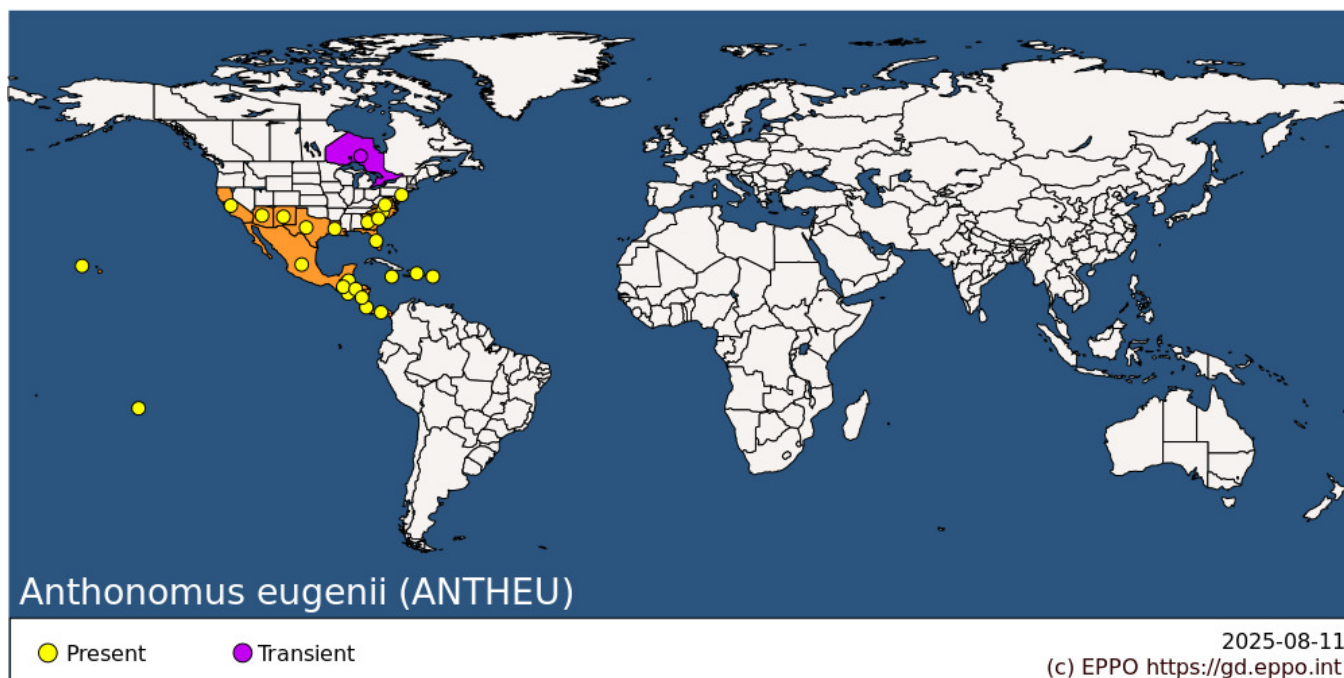 Anthonomus eugenii (ANTHEU)
Present
Transient
2025-08-11
(c) EPPO https://gd.eppo.int